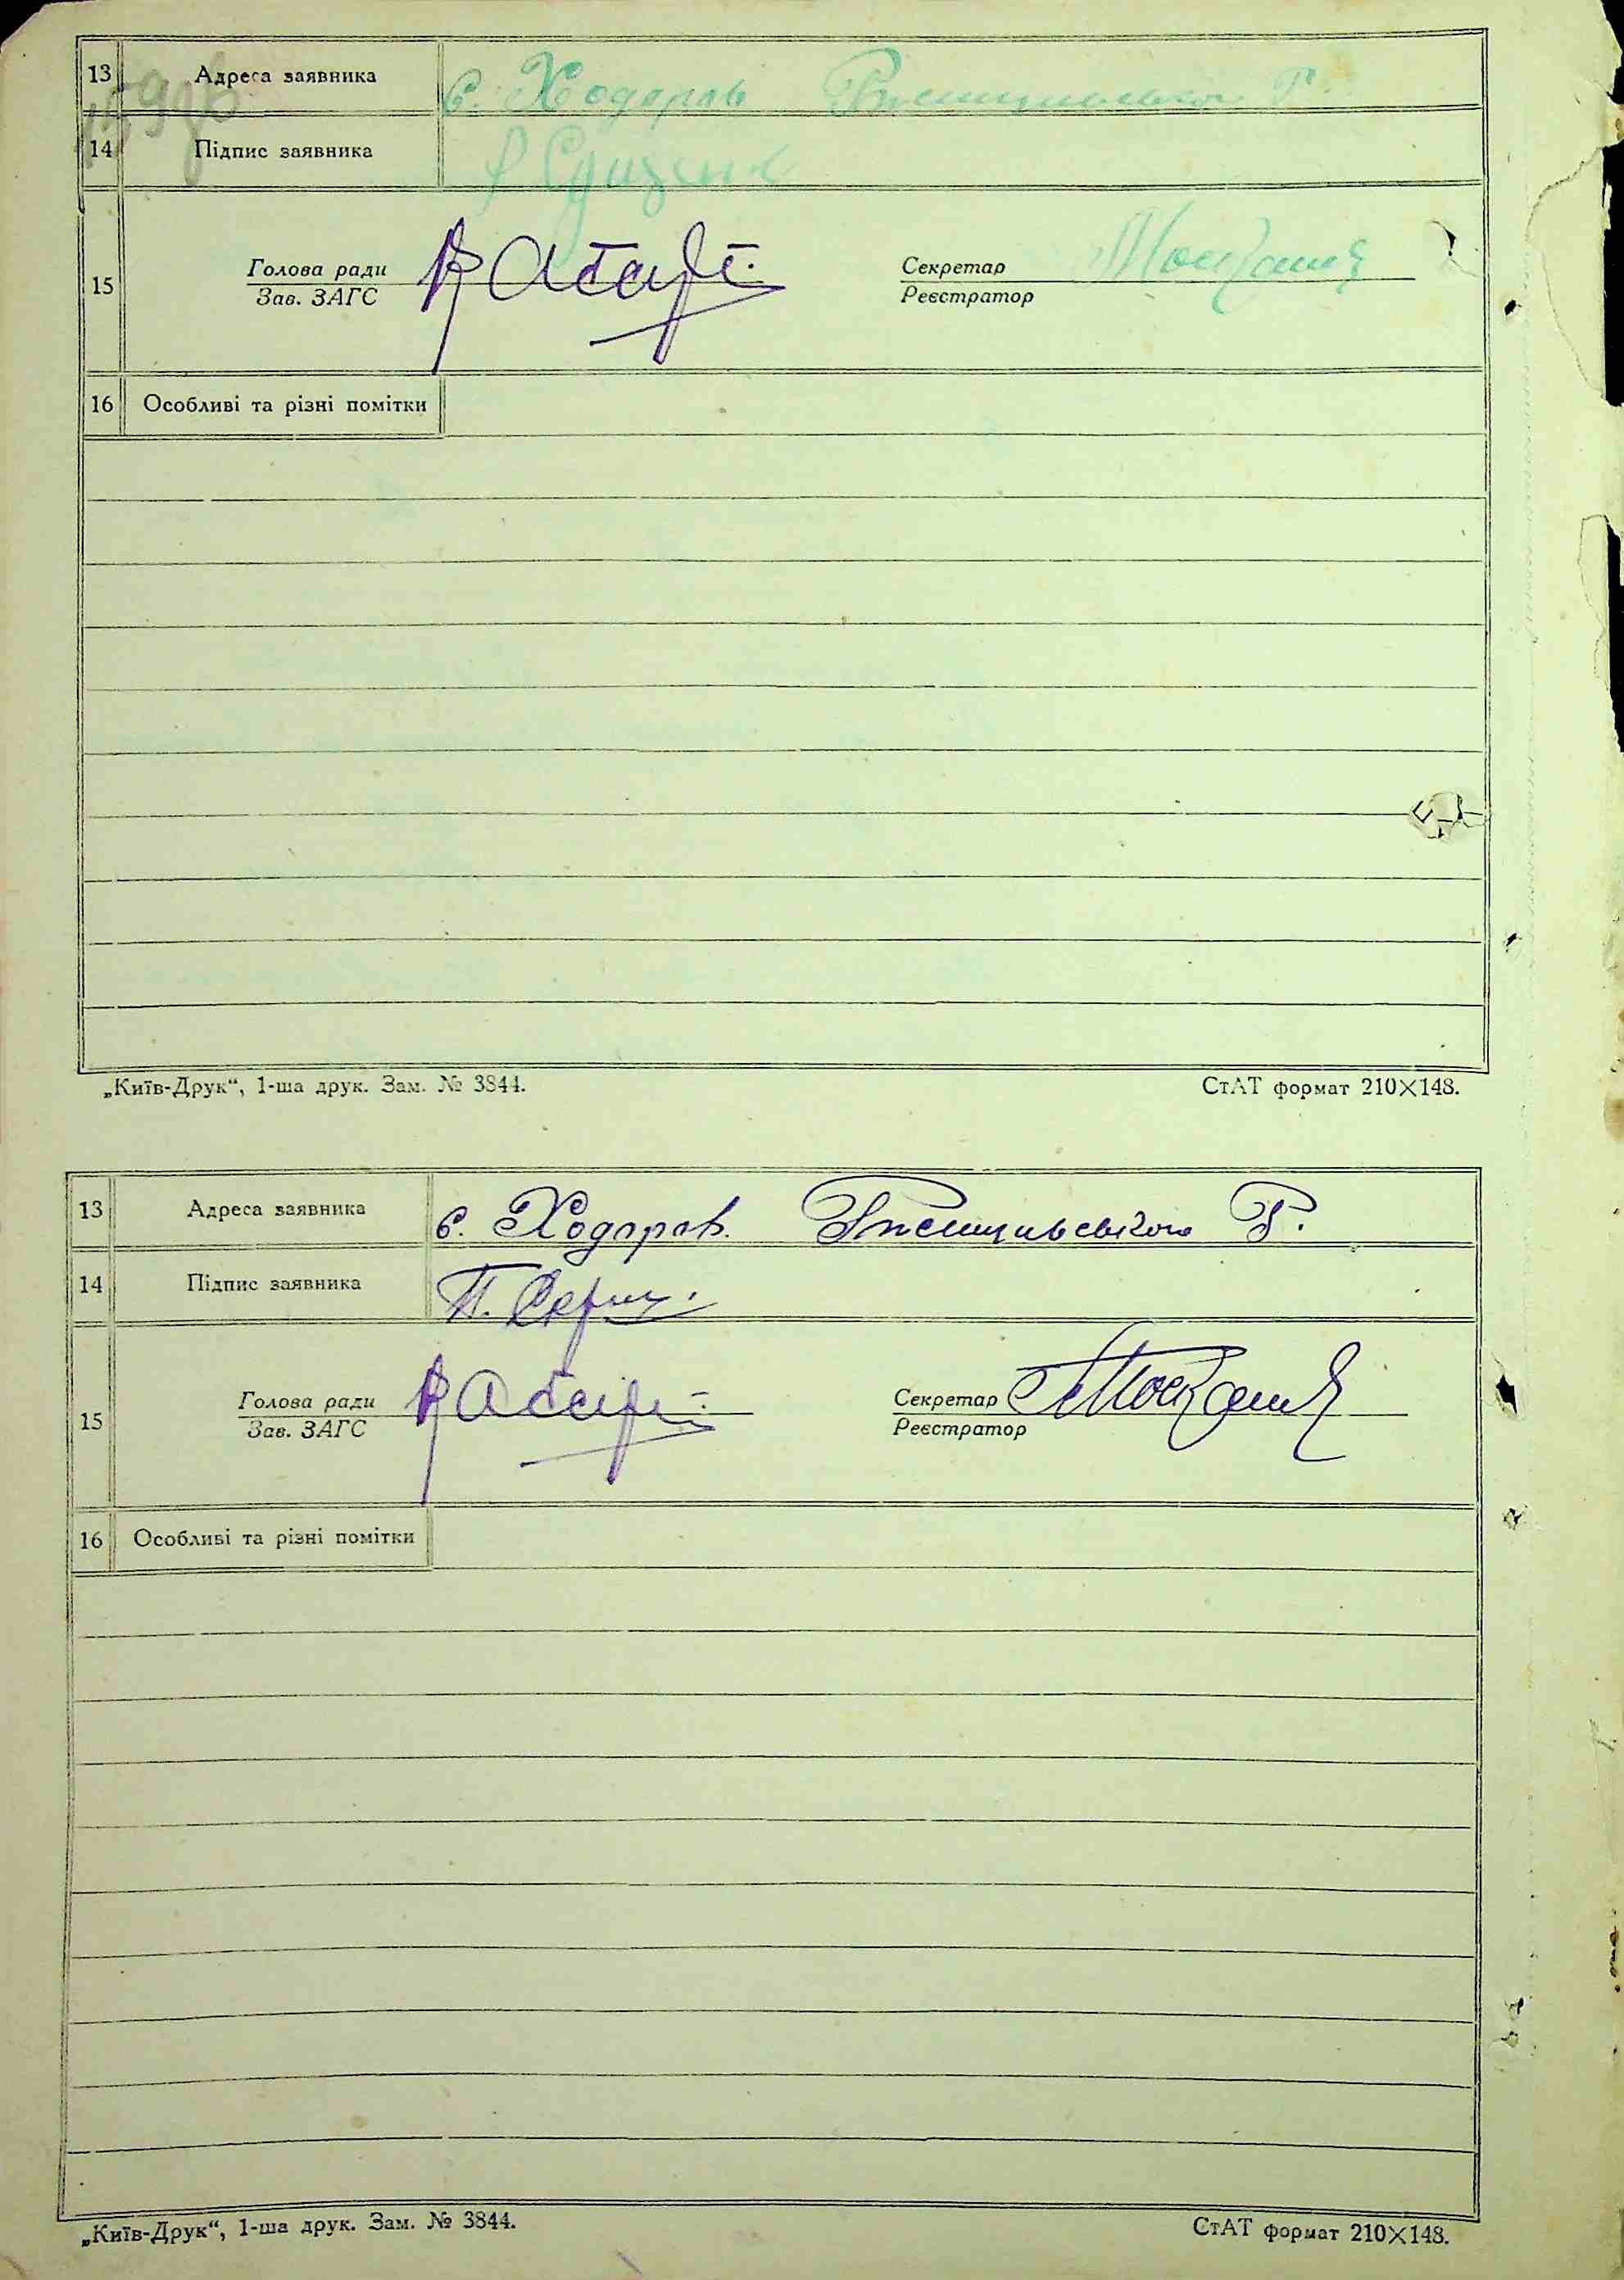 13 Адреса заявника с. Ходорів Ржищівського Р.
14 Підпис заявника
15 Голова ради Секретар
Зав. ЗАГС Реєстратор
16 Особливі та різні помітки
„Київ-Друк“, 1-ша друк. Зам. № 3844. СтАТ формат 210×148.
13 Адреса заявника с. Ходорів. Ржищівського Р.
14 Підпис заявника
15 Голова ради Секретар
Зав. ЗАГС Реєстратор
16 Особливі та різні помітки
„Київ-Друк“, 1-ша друк. Зам. № 3844. СтАТ формат 210×148.